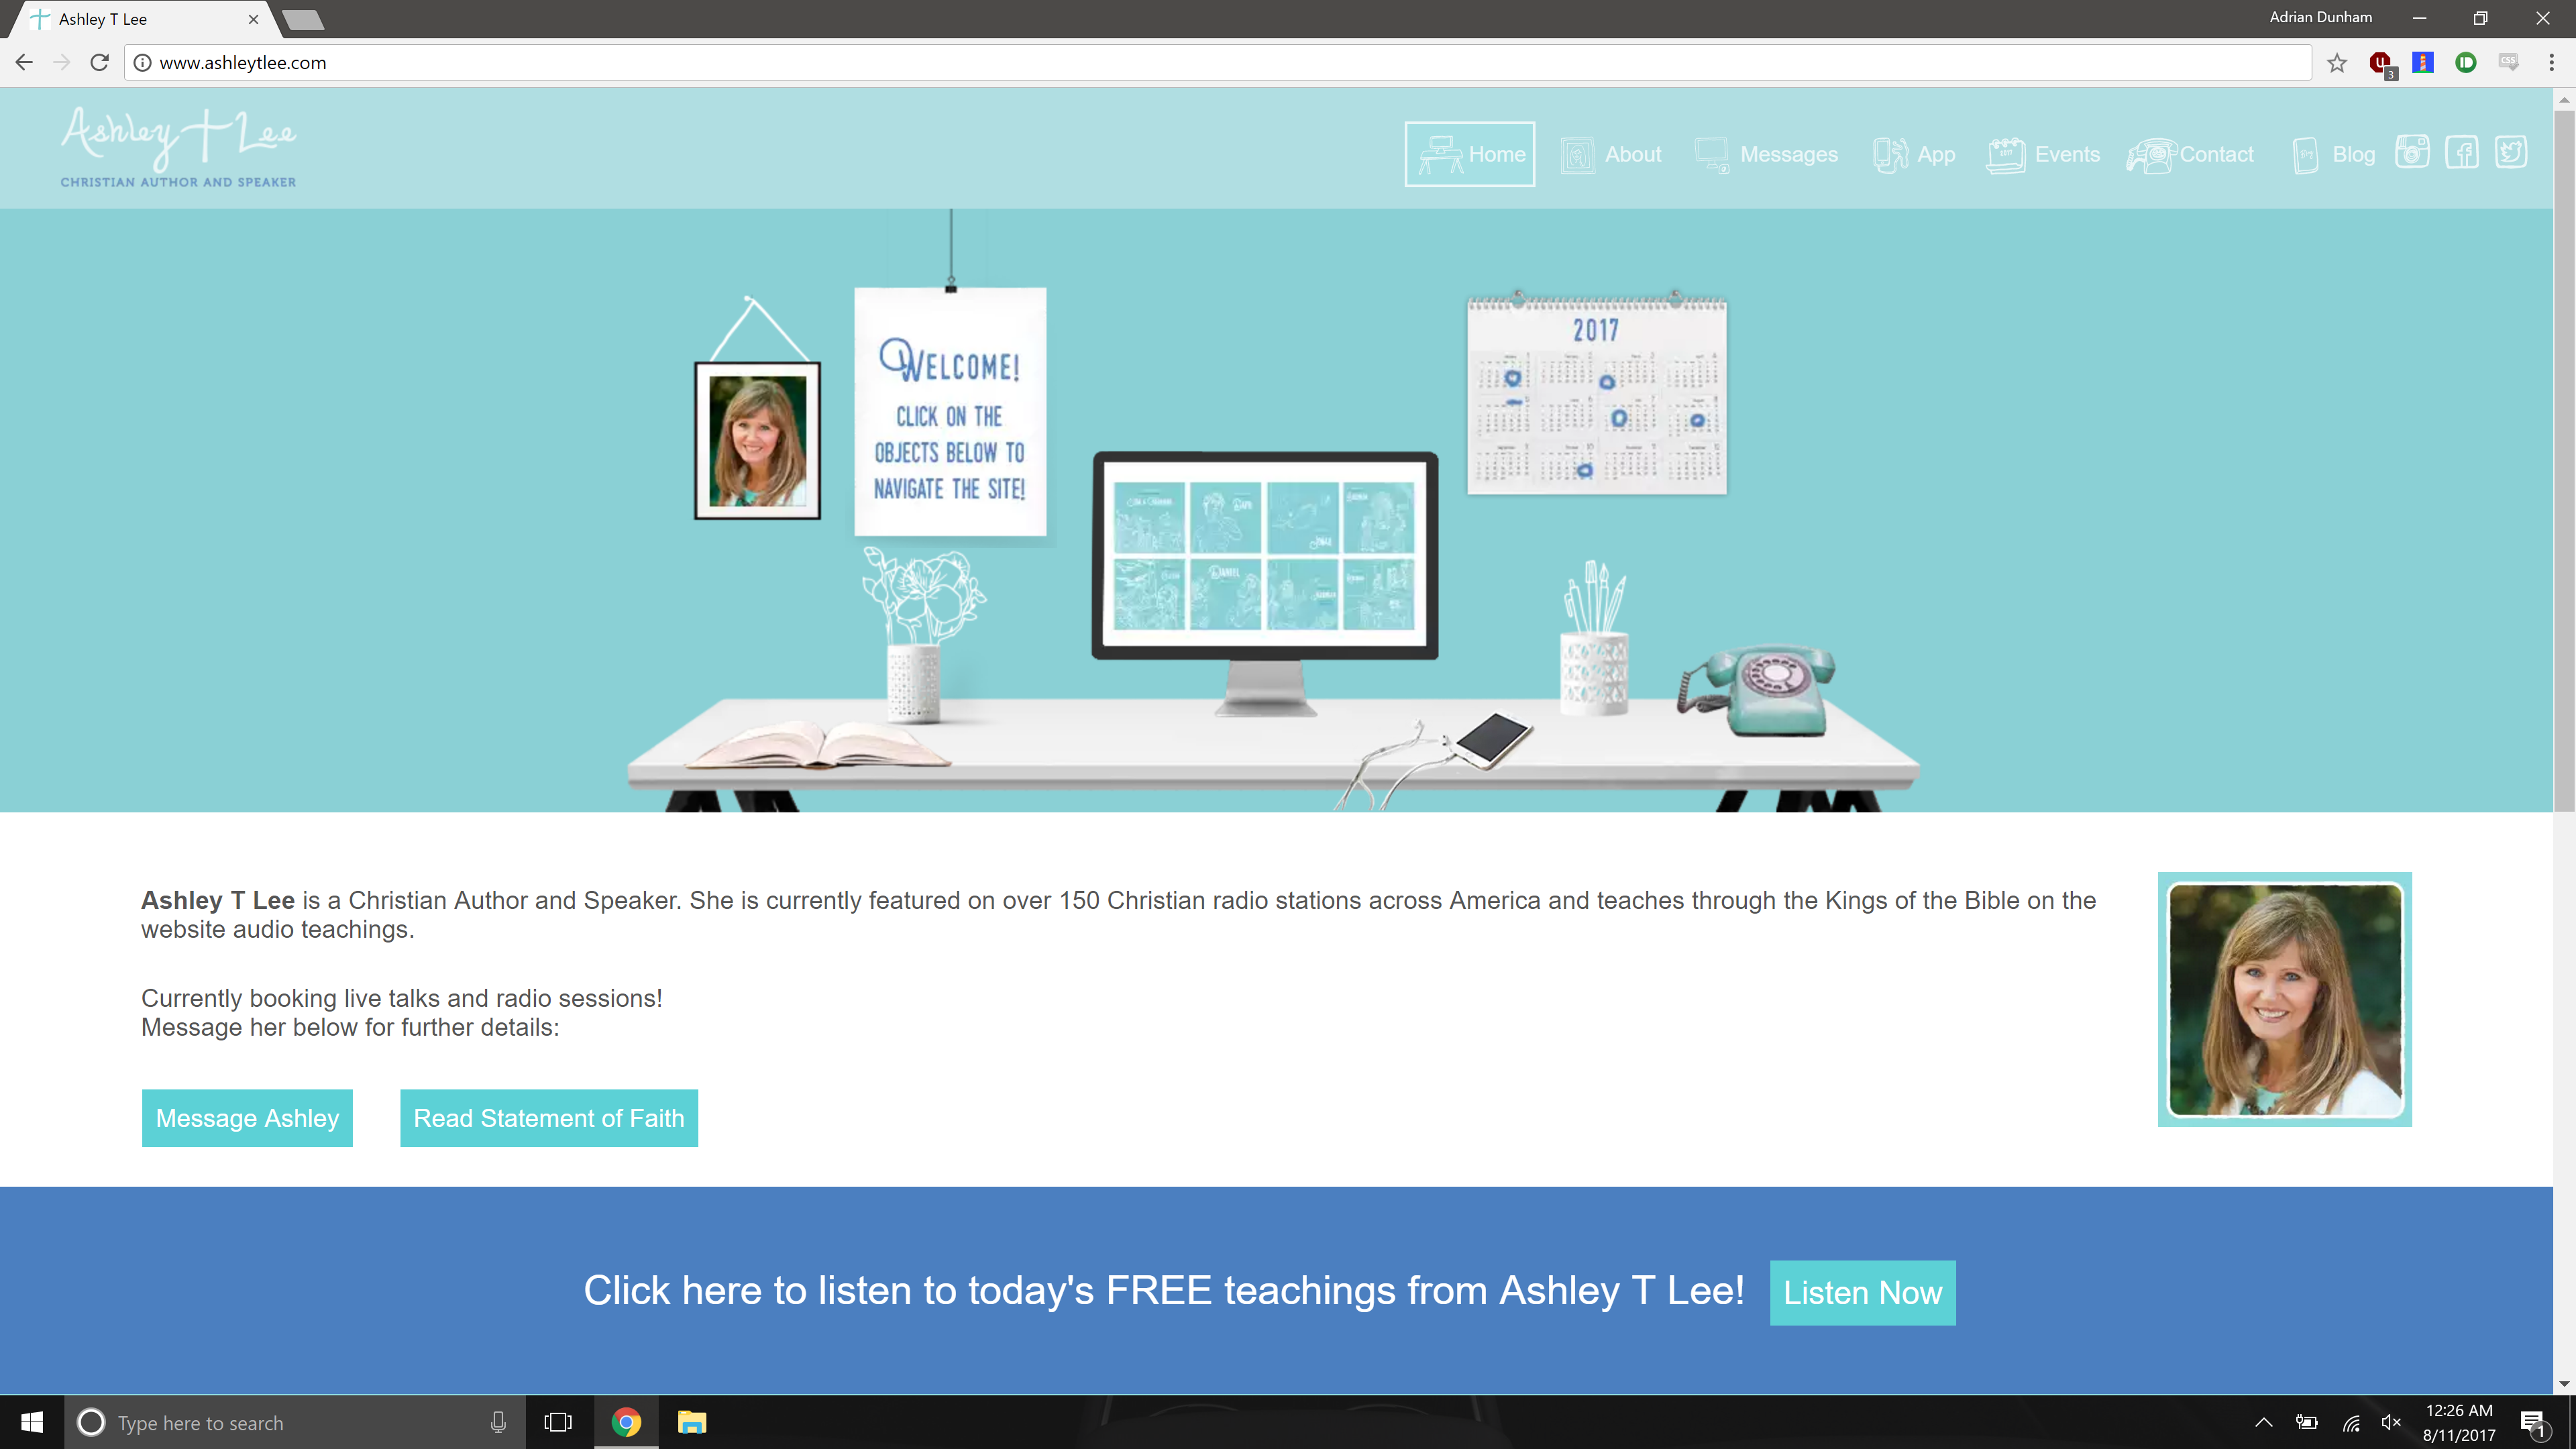 Ashley T Lee
Adrian Dunham
www.ashleytlee.com
3
CSS
Ashley T Lee
CHRISTIAN AUTHOR AND SPEAKER
Home
About
Messages
App
Events
Contact
Blog
WELCOME!
CLICK ON THE
OBJECTS BELOW TO
NAVIGATE THE SITE!
2017
DANIEL
Ashley T Lee is a Christian Author and Speaker. She is currently featured on over 150 Christian radio stations across America and teaches through the Kings of the Bible on the
website audio teachings.
Currently booking live talks and radio sessions!
Message her below for further details:
Message Ashley
Read Statement of Faith
Click here to listen to today's FREE teachings from Ashley T Lee!
Listen Now
Type here to search
12:26 AM
8/11/2017
1